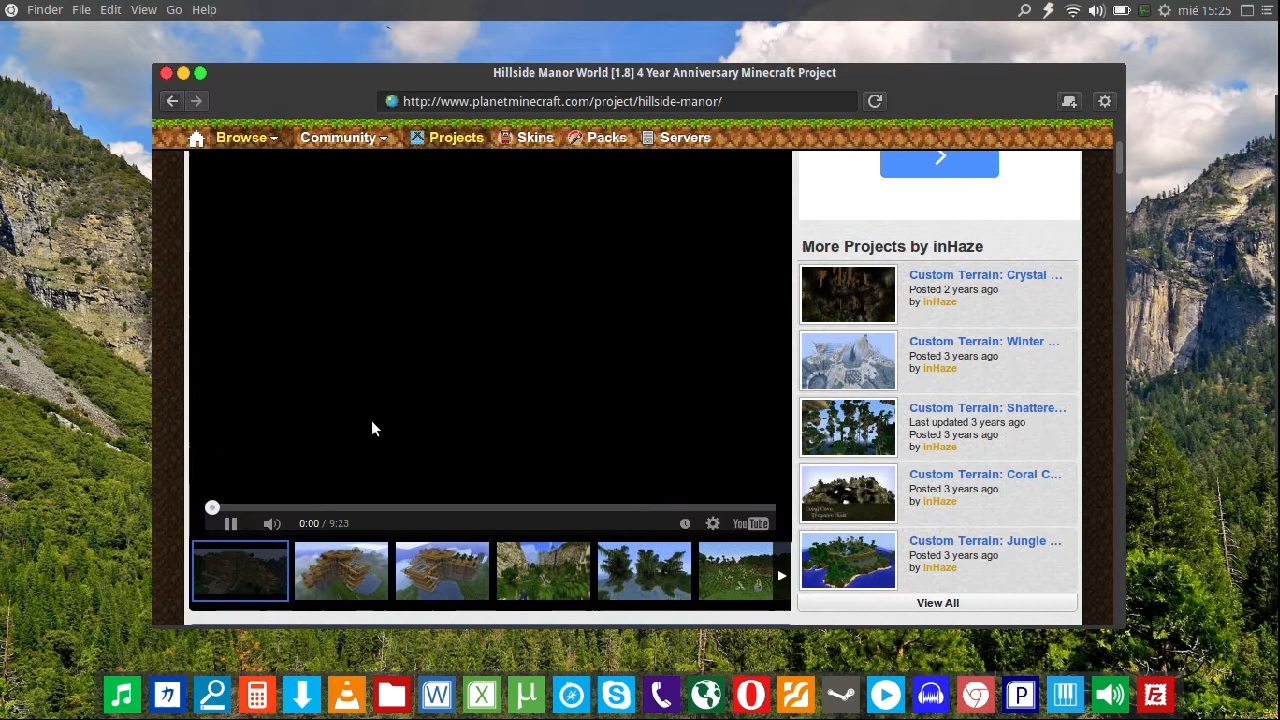 Finder File Edit View Go Help
mié 15:25
Hillside Manor World [1.8] 4 Year Anniversary Minecraft Project
http://www.planetminecraft.com/project/hillside-manor/
Browse Community Projects Skins Packs Servers
More Projects by inHaze
Custom Terrain: Crystal ...
Posted 2 years ago
by inHaze
Custom Terrain: Winter ...
Posted 3 years ago
by inHaze
Custom Terrain: Shattere...
Last updated 3 years ago
Posted 3 years ago
by inHaze
Custom Terrain: Coral C...
Posted 3 years ago
by inHaze
Custom Terrain: Jungle ...
Posted 3 years ago
by inHaze
View All
0:00 / 9:23
YouTube
W X µ S P FZ